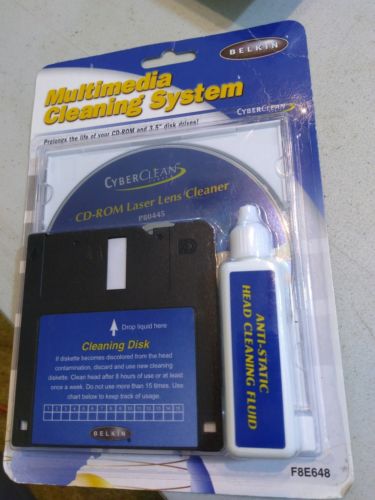 BELKIN
Multimedia
Cleaning System
CYBERCLEAN
Prolongs the life of your CD-ROM and 3.5" disk drives!
CYBERCLEAN
CD-ROM Laser Lens Cleaner
P80445
Drop liquid here
Cleaning Disk
If diskette becomes discolored from the head
contamination, discard and use new cleaning
diskette. Clean head after 8 hours of use or at least
once a week. Do not use more than 15 times. Use
chart below to keep track of usage.
1 2 3 4 5 6 7 8 9 10 11 12 13 14 15
BELKIN
ANTI-STATIC
HEAD CLEANING FLUID
F8E648